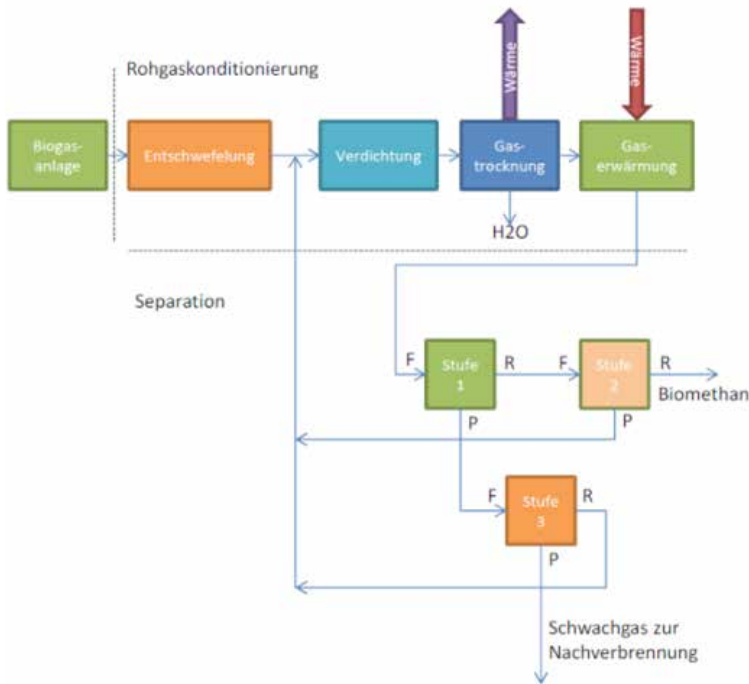 Rohgaskonditionierung
Wärme
Wärme
Biogas-
anlage
Entschwefelung
Verdichtung
Gas-
trocknung
Gas-
erwärmung
H2O
Separation
F
Stufe
1
R
F
Stufe
2
R
Biomethan
P
P
F
Stufe
3
R
P
Schwachgas zur
Nachverbrennung